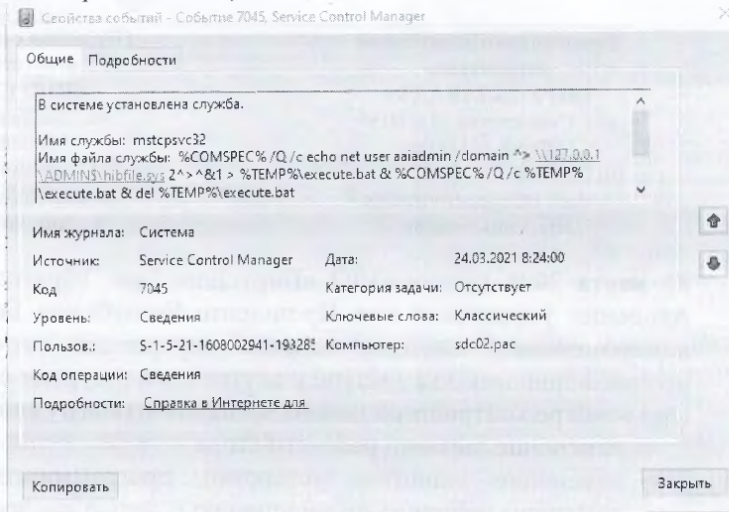 Свойства событий - Событие 7045, Service Control Manager
Общие Подробности
В системе установлена служба.
Имя службы: mstcpsvc32
Имя файла службы: %COMSPEC% /Q /c echo net user aaiadmin /domain ^> \\127.0.0.1
\ADMIN$\hibfile.sys 2^>^&1 > %TEMP%\execute.bat & %COMSPEC% /Q /c %TEMP%
\execute.bat & del %TEMP%\execute.bat
Имя журнала: Система
Источник: Service Control Manager Дата: 24.03.2021 8:24:00
Код 7045 Категория задачи: Отсутствует
Уровень: Сведения Ключевые слова: Классический
Пользов.: S-1-5-21-1608002941-193285 Компьютер: sdc02.pac
Код операции: Сведения
Подробности: Справка в Интернете для
Копировать Закрыть